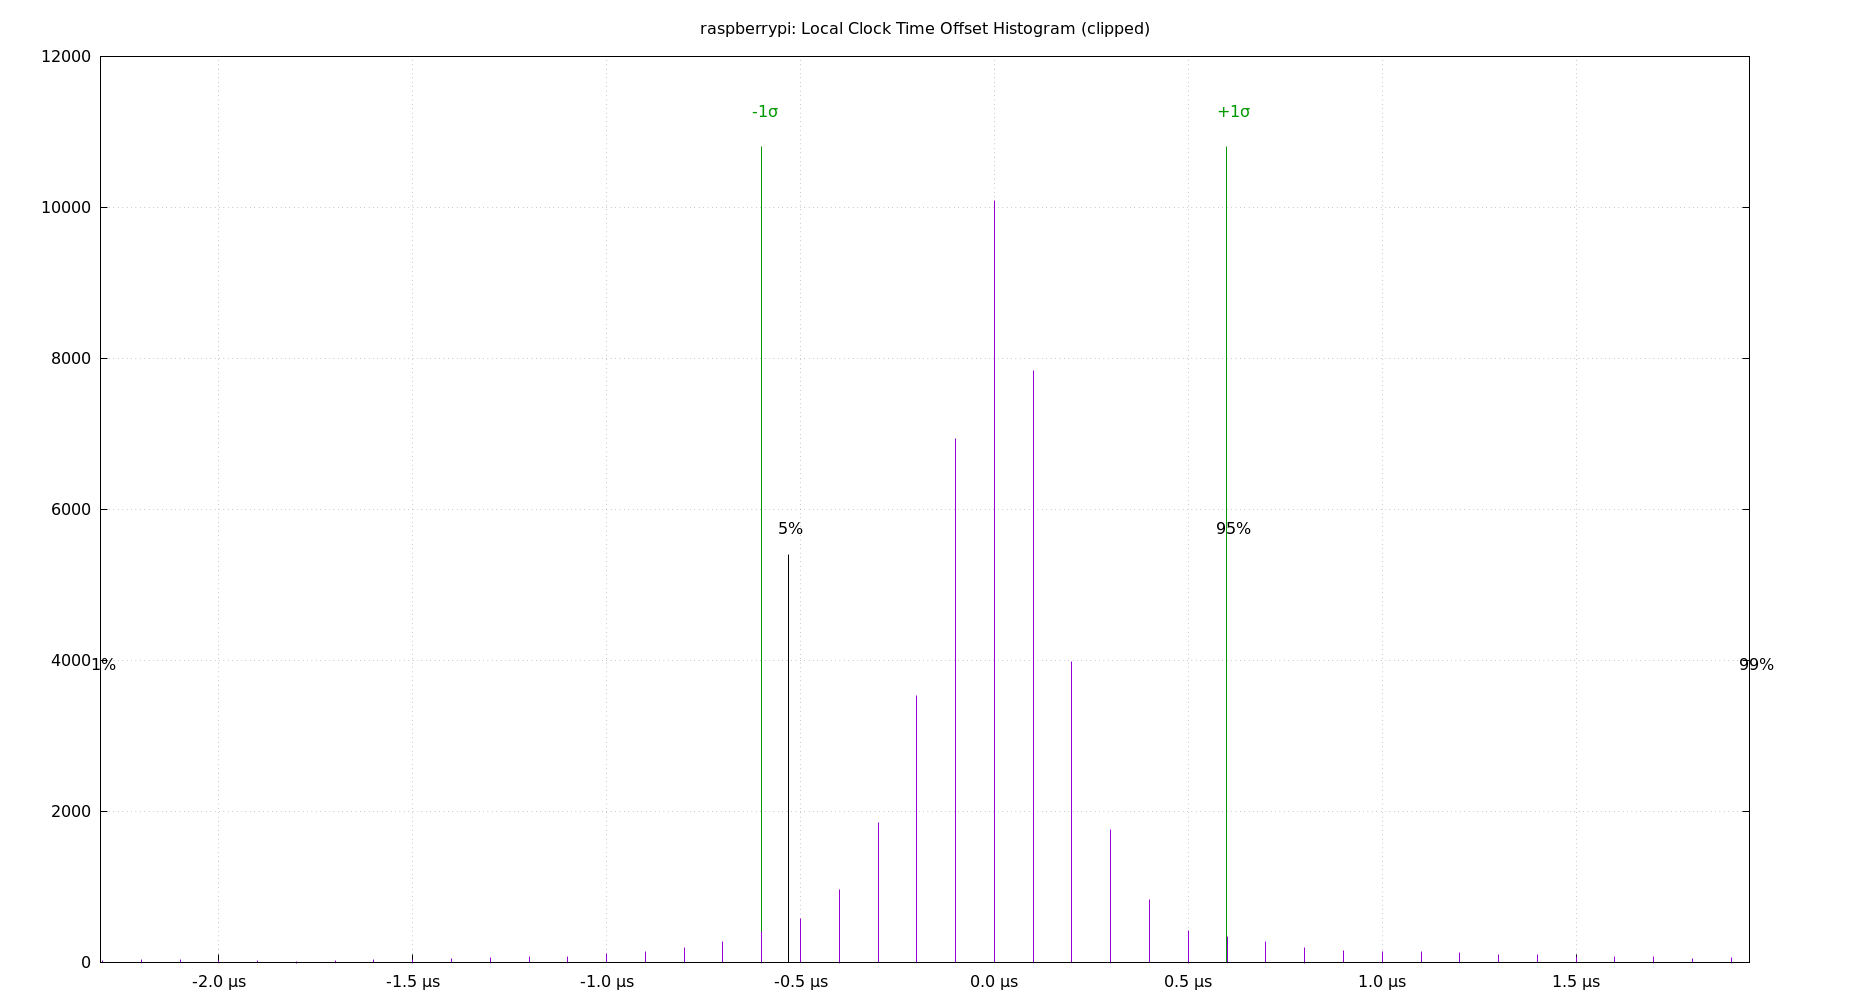 raspberrypi: Local Clock Time Offset Histogram (clipped)
12000
-1σ +1σ
10000
8000
6000
5% 95%
4000 1% 99%
2000
0
-2.0 µs -1.5 µs -1.0 µs -0.5 µs 0.0 µs 0.5 µs 1.0 µs 1.5 µs